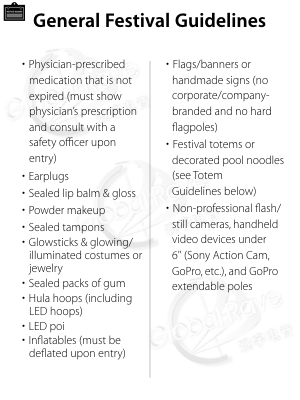 General Festival Guidelines
• Physician-prescribed
medication that is not
expired (must show
physician's prescription
and consult with a
safety officer upon
entry)
• Earplugs
• Sealed lip balm & gloss
• Powder makeup
• Sealed tampons
• Glowsticks & glowing/
illuminated costumes or
jewelry
• Sealed packs of gum
• Hula hoops (including
LED hoops)
• LED poi
• Inflatables (must be
deflated upon entry)
• Flags/banners or
handmade signs (no
corporate/company-
branded and no hard
flagpoles)
• Festival totems or
decorated pool noodles
(see Totem
Guidelines below)
• Non-professional flash/
still cameras, handheld
video devices under
6" (Sony Action Cam,
GoPro, etc.), and GoPro
extendable poles